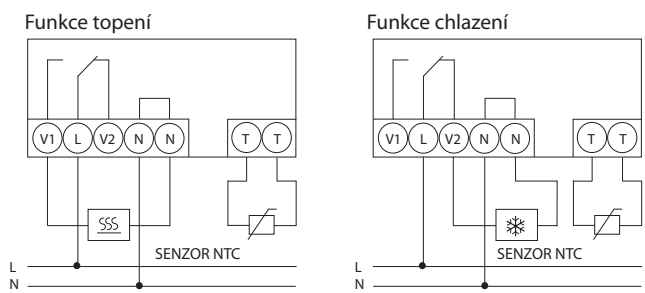 Funkce topení
V1 L V2 N N T T
SENZOR NTC
L
N
Funkce chlazení
V1 L V2 N N T T
SENZOR NTC
L
N